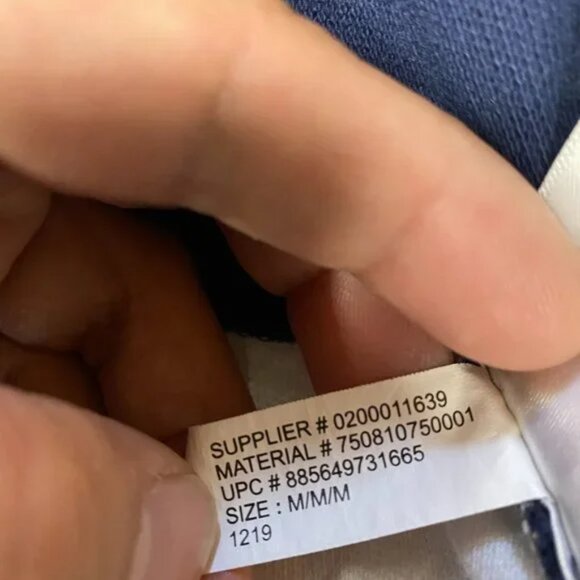 SUPPLIER # 0200011639
MATERIAL # 750810750001
UPC # 885649731665
SIZE : M/M/M
1219